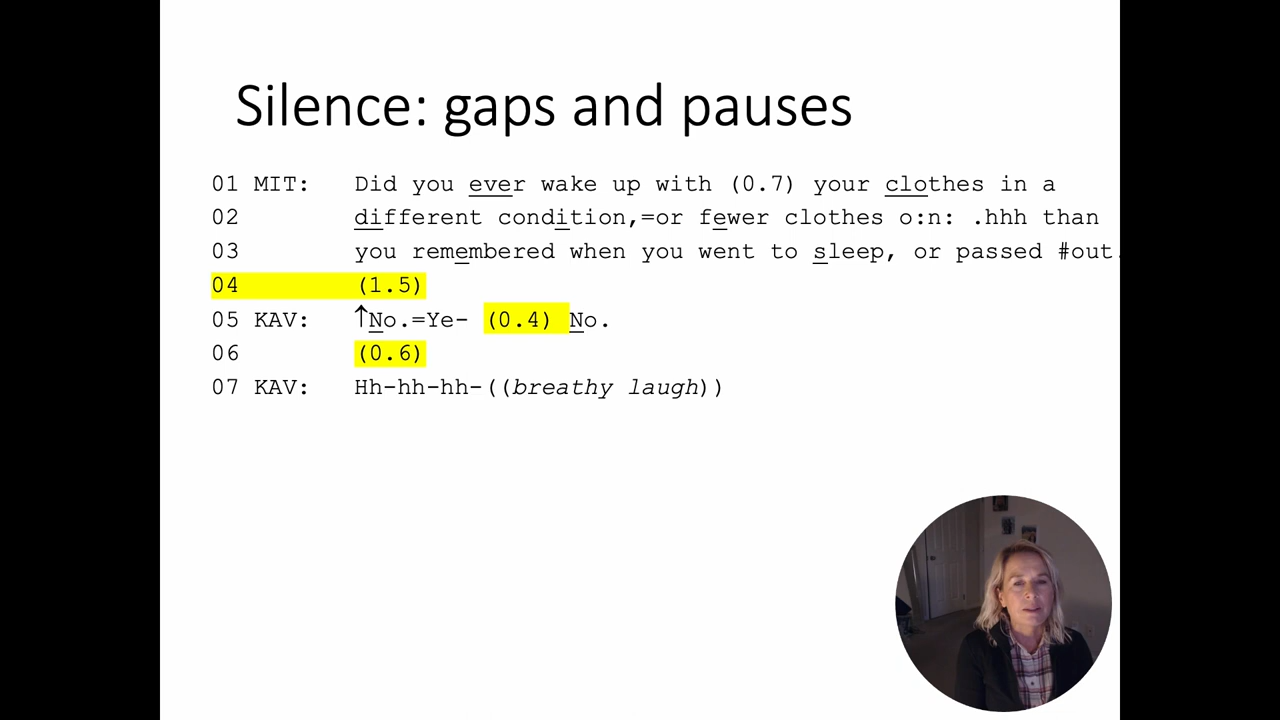 Silence: gaps and pauses
01 MIT: Did you ever wake up with (0.7) your clothes in a
02 different condition,=or fewer clothes o:n: .hhh than
03 you remembered when you went to sleep, or passed #out.
04 (1.5)
05 KAV: ↑No.=Ye- (0.4) No.
06 (0.6)
07 KAV: Hh-hh-hh-((breathy laugh))